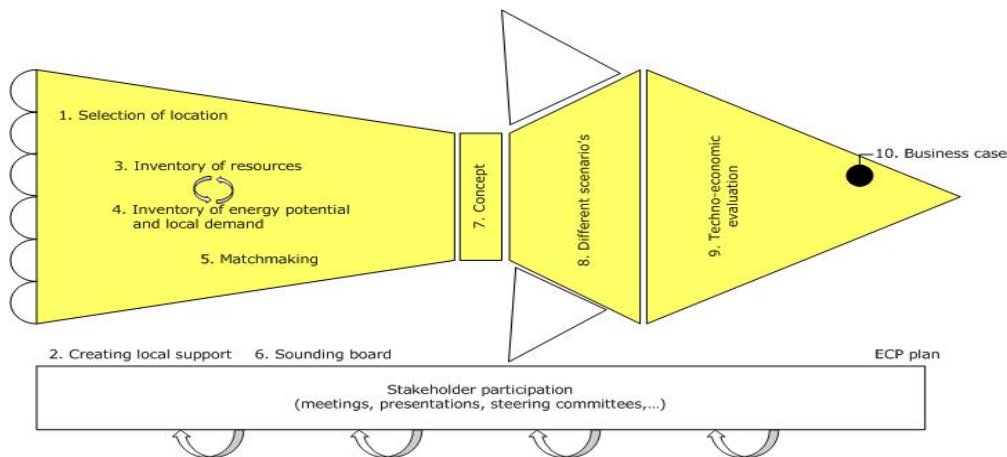 1. Selection of location
3. Inventory of resources
4. Inventory of energy potential
and local demand
5. Matchmaking
7. Concept
8. Different scenario's
9. Techno-economic
evaluation
10. Business case
2. Creating local support
6. Sounding board
ECP plan
Stakeholder participation
(meetings, presentations, steering committees,...)